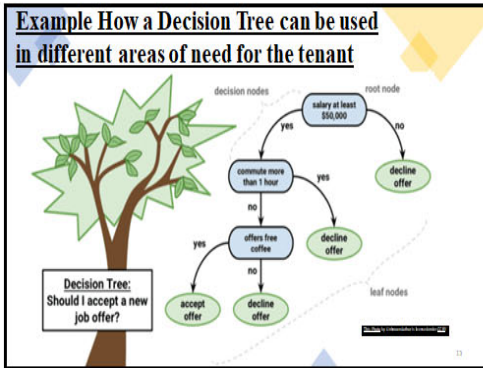 Example How a Decision Tree can be used
in different areas of need for the tenant
decision nodes
root node
salary at least
$50,000
yes
no
commute more
than 1 hour
decline
offer
yes
no
offers free
coffee
decline
offer
yes
no
Decision Tree:
Should I accept a new
job offer?
accept
offer
decline
offer
leaf nodes
13